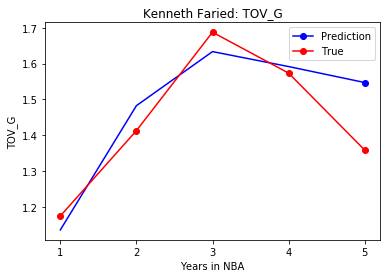 Kenneth Faried: TOV_G
Prediction
True
TOV_G
1.7
1.6
1.5
1.4
1.3
1.2
1 2 3 4 5
Years in NBA